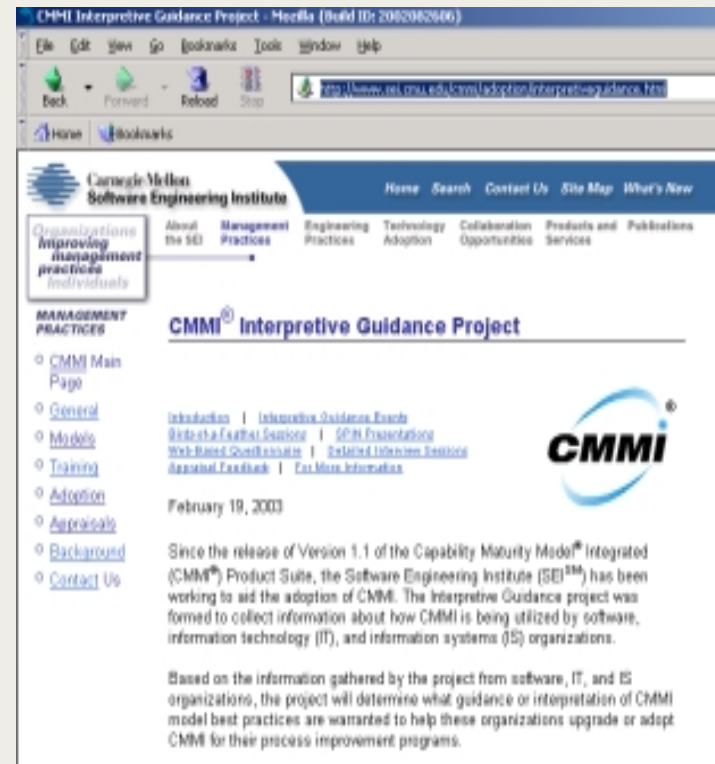 CMMI Interpretive Guidance Project - Mozilla {Build ID: 2002082606}
File Edit View Go Bookmarks Tools Window Help
Back Forward Reload Stop
http://www.sei.cmu.edu/cmmi/adoption/interpretiveguidance.html
Home Bookmarks
Carnegie Mellon
Software Engineering Institute
Home Search Contact Us Site Map What's New
Organizations
Improving
management
practices
Individuals
About the SEI
Management Practices
Engineering Practices
Technology Adoption
Collaboration Opportunities
Products and Services
Publications
MANAGEMENT
PRACTICES
CMMI Main
Page
General
Models
Training
Adoption
Appraisals
Background
Contact Us
CMMI® Interpretive Guidance Project
Introduction | Interpretive Guidance Events
Birds-of-a-Feather Sessions | SPIN Presentations
Web-Based Questionnaire | Detailed Interview Sessions
Appraisal Feedback | For More Information
CMMI®
February 19, 2003
Since the release of Version 1.1 of the Capability Maturity Model® Integrated
(CMMI®) Product Suite, the Software Engineering Institute (SEI℠) has been
working to aid the adoption of CMMI. The Interpretive Guidance project was
formed to collect information about how CMMI is being utilized by software,
information technology (IT), and information systems (IS) organizations.
Based on the information gathered by the project from software, IT, and IS
organizations, the project will determine what guidance or interpretation of CMMI
model best practices are warranted to help these organizations upgrade or adopt
CMMI for their process improvement programs.